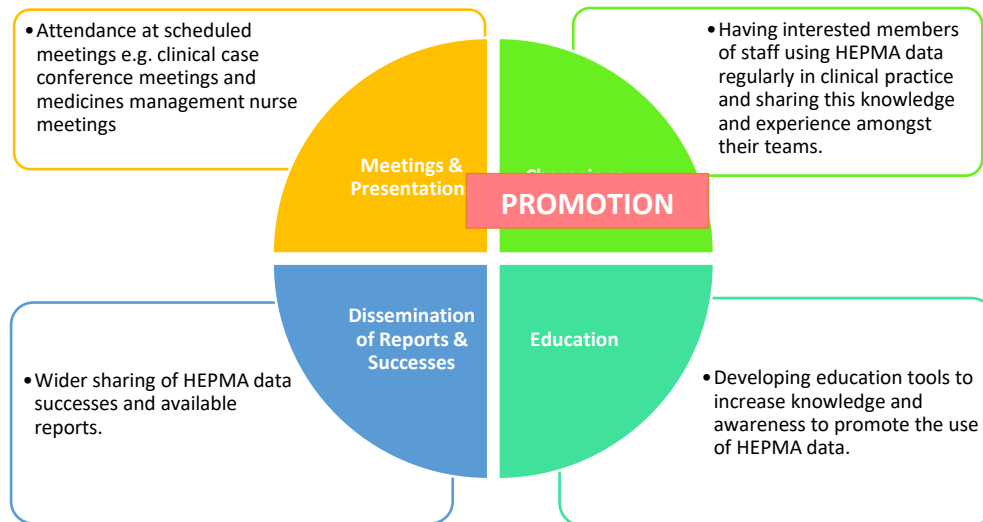 •Attendance at scheduled
meetings e.g. clinical case
conference meetings and
medicines management nurse
meetings
•Having interested members
of staff using HEPMA data
regularly in clinical practice
and sharing this knowledge
and experience amongst
their teams.
Meetings &
Presentation
PROMOTION
Dissemination
of Reports &
Successes
Education
•Wider sharing of HEPMA data
successes and available
reports.
•Developing education tools to
increase knowledge and
awareness to promote the use
of HEPMA data.